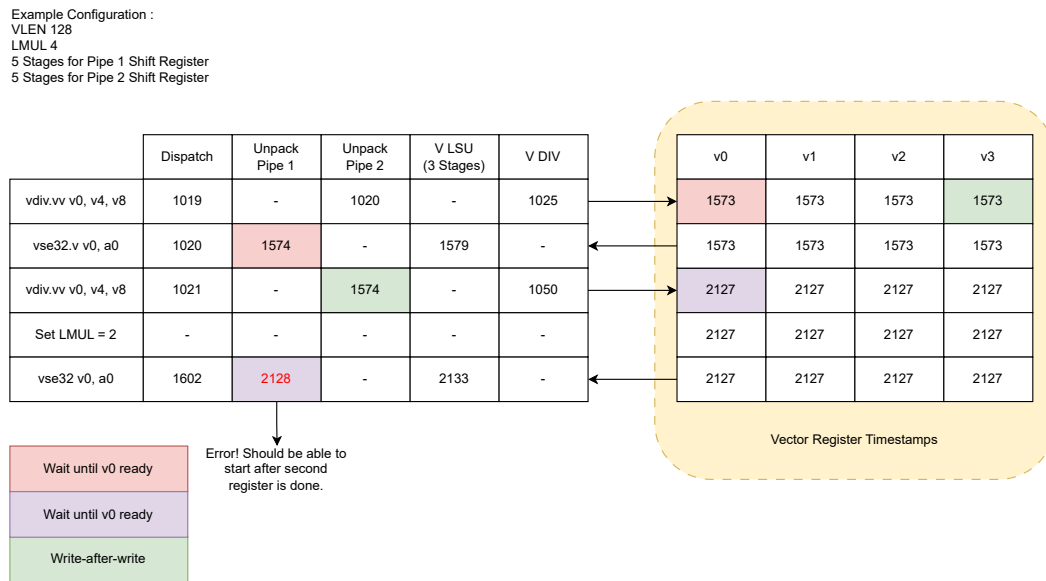 Example Configuration :
VLEN 128
LMUL 4
5 Stages for Pipe 1 Shift Register
5 Stages for Pipe 2 Shift Register
Dispatch Unpack Pipe 1 Unpack Pipe 2 V LSU (3 Stages) V DIV v0 v1 v2 v3
vdiv.vv v0, v4, v8 1019 - 1020 - 1025 1573 1573 1573 1573
vse32.v v0, a0 1020 1574 - 1579 - 1573 1573 1573 1573
vdiv.vv v0, v4, v8 1021 - 1574 - 1050 2127 2127 2127 2127
Set LMUL = 2 - - - - - 2127 2127 2127 2127
vse32 v0, a0 1602 2128 - 2133 - 2127 2127 2127 2127
Vector Register Timestamps
Error! Should be able to
start after second
register is done.
Wait until v0 ready
Wait until v0 ready
Write-after-write